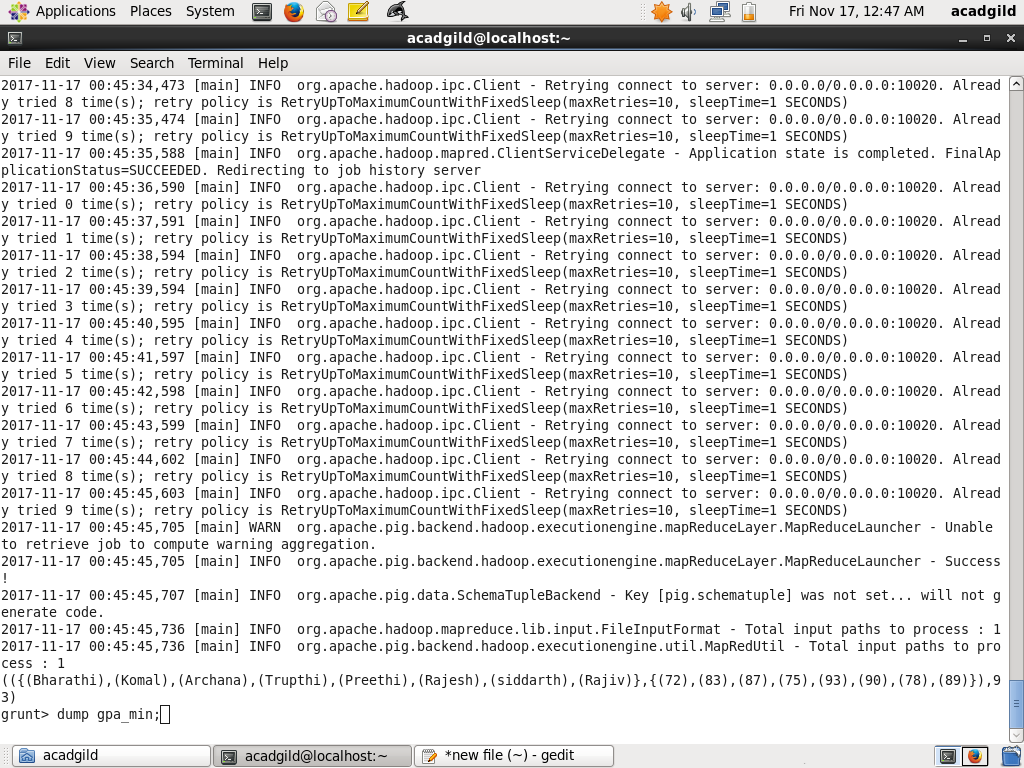 Applications Places System Fri Nov 17, 12:47 AM acadgild
acadgild@localhost:~
File Edit View Search Terminal Help
2017-11-17 00:45:34,473 [main] INFO  org.apache.hadoop.ipc.Client - Retrying connect to server: 0.0.0.0/0.0.0.0:10020. Alread
y tried 8 time(s); retry policy is RetryUpToMaximumCountWithFixedSleep(maxRetries=10, sleepTime=1 SECONDS)
2017-11-17 00:45:35,474 [main] INFO  org.apache.hadoop.ipc.Client - Retrying connect to server: 0.0.0.0/0.0.0.0:10020. Alread
y tried 9 time(s); retry policy is RetryUpToMaximumCountWithFixedSleep(maxRetries=10, sleepTime=1 SECONDS)
2017-11-17 00:45:35,588 [main] INFO  org.apache.hadoop.mapred.ClientServiceDelegate - Application state is completed. FinalAp
plicationStatus=SUCCEEDED. Redirecting to job history server
2017-11-17 00:45:36,590 [main] INFO  org.apache.hadoop.ipc.Client - Retrying connect to server: 0.0.0.0/0.0.0.0:10020. Alread
y tried 0 time(s); retry policy is RetryUpToMaximumCountWithFixedSleep(maxRetries=10, sleepTime=1 SECONDS)
2017-11-17 00:45:37,591 [main] INFO  org.apache.hadoop.ipc.Client - Retrying connect to server: 0.0.0.0/0.0.0.0:10020. Alread
y tried 1 time(s); retry policy is RetryUpToMaximumCountWithFixedSleep(maxRetries=10, sleepTime=1 SECONDS)
2017-11-17 00:45:38,594 [main] INFO  org.apache.hadoop.ipc.Client - Retrying connect to server: 0.0.0.0/0.0.0.0:10020. Alread
y tried 2 time(s); retry policy is RetryUpToMaximumCountWithFixedSleep(maxRetries=10, sleepTime=1 SECONDS)
2017-11-17 00:45:39,594 [main] INFO  org.apache.hadoop.ipc.Client - Retrying connect to server: 0.0.0.0/0.0.0.0:10020. Alread
y tried 3 time(s); retry policy is RetryUpToMaximumCountWithFixedSleep(maxRetries=10, sleepTime=1 SECONDS)
2017-11-17 00:45:40,595 [main] INFO  org.apache.hadoop.ipc.Client - Retrying connect to server: 0.0.0.0/0.0.0.0:10020. Alread
y tried 4 time(s); retry policy is RetryUpToMaximumCountWithFixedSleep(maxRetries=10, sleepTime=1 SECONDS)
2017-11-17 00:45:41,597 [main] INFO  org.apache.hadoop.ipc.Client - Retrying connect to server: 0.0.0.0/0.0.0.0:10020. Alread
y tried 5 time(s); retry policy is RetryUpToMaximumCountWithFixedSleep(maxRetries=10, sleepTime=1 SECONDS)
2017-11-17 00:45:42,598 [main] INFO  org.apache.hadoop.ipc.Client - Retrying connect to server: 0.0.0.0/0.0.0.0:10020. Alread
y tried 6 time(s); retry policy is RetryUpToMaximumCountWithFixedSleep(maxRetries=10, sleepTime=1 SECONDS)
2017-11-17 00:45:43,599 [main] INFO  org.apache.hadoop.ipc.Client - Retrying connect to server: 0.0.0.0/0.0.0.0:10020. Alread
y tried 7 time(s); retry policy is RetryUpToMaximumCountWithFixedSleep(maxRetries=10, sleepTime=1 SECONDS)
2017-11-17 00:45:44,602 [main] INFO  org.apache.hadoop.ipc.Client - Retrying connect to server: 0.0.0.0/0.0.0.0:10020. Alread
y tried 8 time(s); retry policy is RetryUpToMaximumCountWithFixedSleep(maxRetries=10, sleepTime=1 SECONDS)
2017-11-17 00:45:45,603 [main] INFO  org.apache.hadoop.ipc.Client - Retrying connect to server: 0.0.0.0/0.0.0.0:10020. Alread
y tried 9 time(s); retry policy is RetryUpToMaximumCountWithFixedSleep(maxRetries=10, sleepTime=1 SECONDS)
2017-11-17 00:45:45,705 [main] WARN  org.apache.pig.backend.hadoop.executionengine.mapReduceLayer.MapReduceLauncher - Unable
to retrieve job to compute warning aggregation.
2017-11-17 00:45:45,705 [main] INFO  org.apache.pig.backend.hadoop.executionengine.mapReduceLayer.MapReduceLauncher - Success
!
2017-11-17 00:45:45,707 [main] INFO  org.apache.pig.data.SchemaTupleBackend - Key [pig.schematuple] was not set... will not g
enerate code.
2017-11-17 00:45:45,736 [main] INFO  org.apache.hadoop.mapreduce.lib.input.FileInputFormat - Total input paths to process : 1
2017-11-17 00:45:45,736 [main] INFO  org.apache.pig.backend.hadoop.executionengine.util.MapRedUtil - Total input paths to pro
cess : 1
(({(Bharathi),(Komal),(Archana),(Trupthi),(Preethi),(Rajesh),(siddarth),(Rajiv)},{(72),(83),(87),(75),(93),(90),(78),(89)}),9
3)
grunt> dump gpa_min;
acadgild acadgild@localhost:~ *new file (~) - gedit